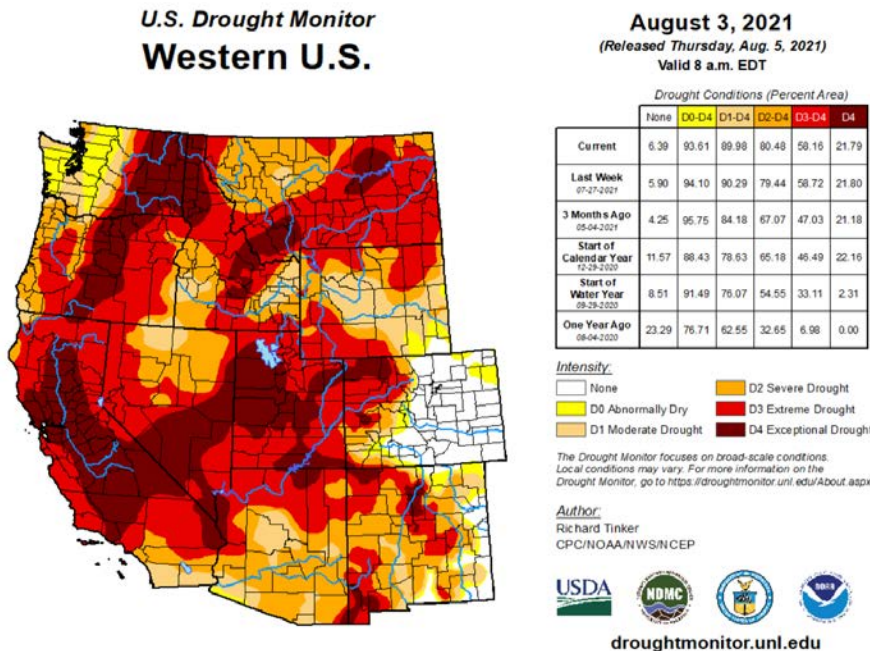 U.S. Drought Monitor
Western U.S.
August 3, 2021
(Released Thursday, Aug. 5, 2021)
Valid 8 a.m. EDT
Drought Conditions (Percent Area)
None D0-D4 D1-D4 D2-D4 D3-D4 D4
Current 6.39 93.61 89.98 80.48 58.16 21.79
Last Week 07-27-2021 5.90 94.10 90.29 79.44 58.72 21.80
3 Months Ago 05-04-2021 4.25 95.75 84.18 67.07 47.03 21.18
Start of Calendar Year 12-29-2020 11.57 88.43 78.63 65.18 46.49 22.16
Start of Water Year 09-29-2020 8.51 91.49 76.07 54.55 33.11 2.31
One Year Ago 08-04-2020 23.29 76.71 62.55 32.65 6.98 0.00
Intensity:
None
D0 Abnormally Dry
D1 Moderate Drought
D2 Severe Drought
D3 Extreme Drought
D4 Exceptional Drought
The Drought Monitor focuses on broad-scale conditions.
Local conditions may vary. For more information on the
Drought Monitor, go to https://droughtmonitor.unl.edu/About.aspx
Author:
Richard Tinker
CPC/NOAA/NWS/NCEP
USDA
NDMC
droughtmonitor.unl.edu